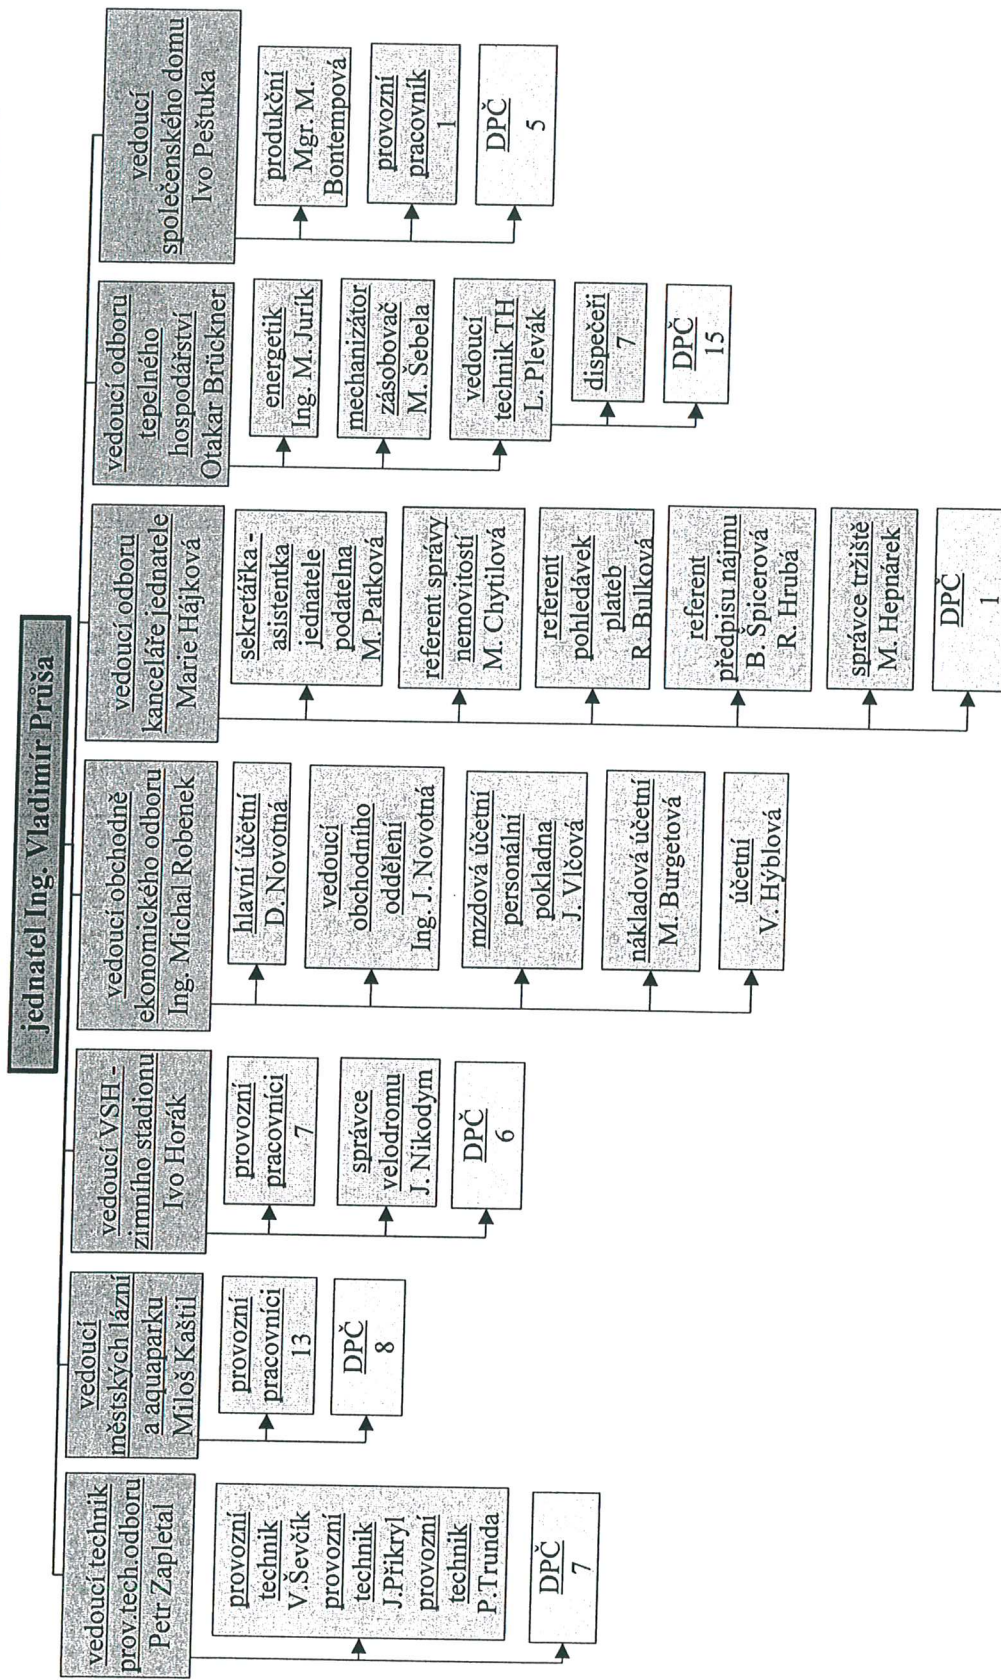 jednatel Ing. Vladimír Průša
vedoucí technik
prov.tech.odboru
Petr Zapletal
provozní
technik
V.Ševčík
provozní
technik
J.Přikryl
provozní
technik
P.Trunda
DPČ
7
vedoucí
městských lázní
a aquaparku
Miloš Kaštil
provozní
pracovníci
13
DPČ
8
vedoucí VSH -
zimního stadionu
Ivo Horák
provozní
pracovníci
7
správce
velodromu
J. Nikodym
DPČ
6
vedoucí obchodně
ekonomického odboru
Ing. Michal Robenek
hlavní účetní
D. Novotná
vedoucí
obchodního
oddělení
Ing. J. Novotná
mzdová účetní
personální
pokladna
J. Vlčová
nákladová účetní
M. Burgetová
účetní
V. Hýblová
vedoucí odboru
kanceláře jednatele
Marie Hájková
sekretářka -
asistentka
jednatele
podatelna
M. Patková
referent správy
nemovitostí
M. Chytilová
referent
pohledávek
plateb
R. Bulková
referent
předpisu nájmu
B. Špicerová
R. Hrubá
správce tržiště
M. Hepnárek
DPČ
1
vedoucí odboru
tepelného
hospodářství
Otakar Brückner
energetik
Ing. M. Juřík
mechanizátor
zásobovač
M. Šebela
vedoucí
technik TH
L. Plevák
dispečeři
7
DPČ
15
vedoucí
společenského domu
Ivo Peštuka
produkční
Mgr. M.
Bontempová
provozní
pracovník
1
DPČ
5